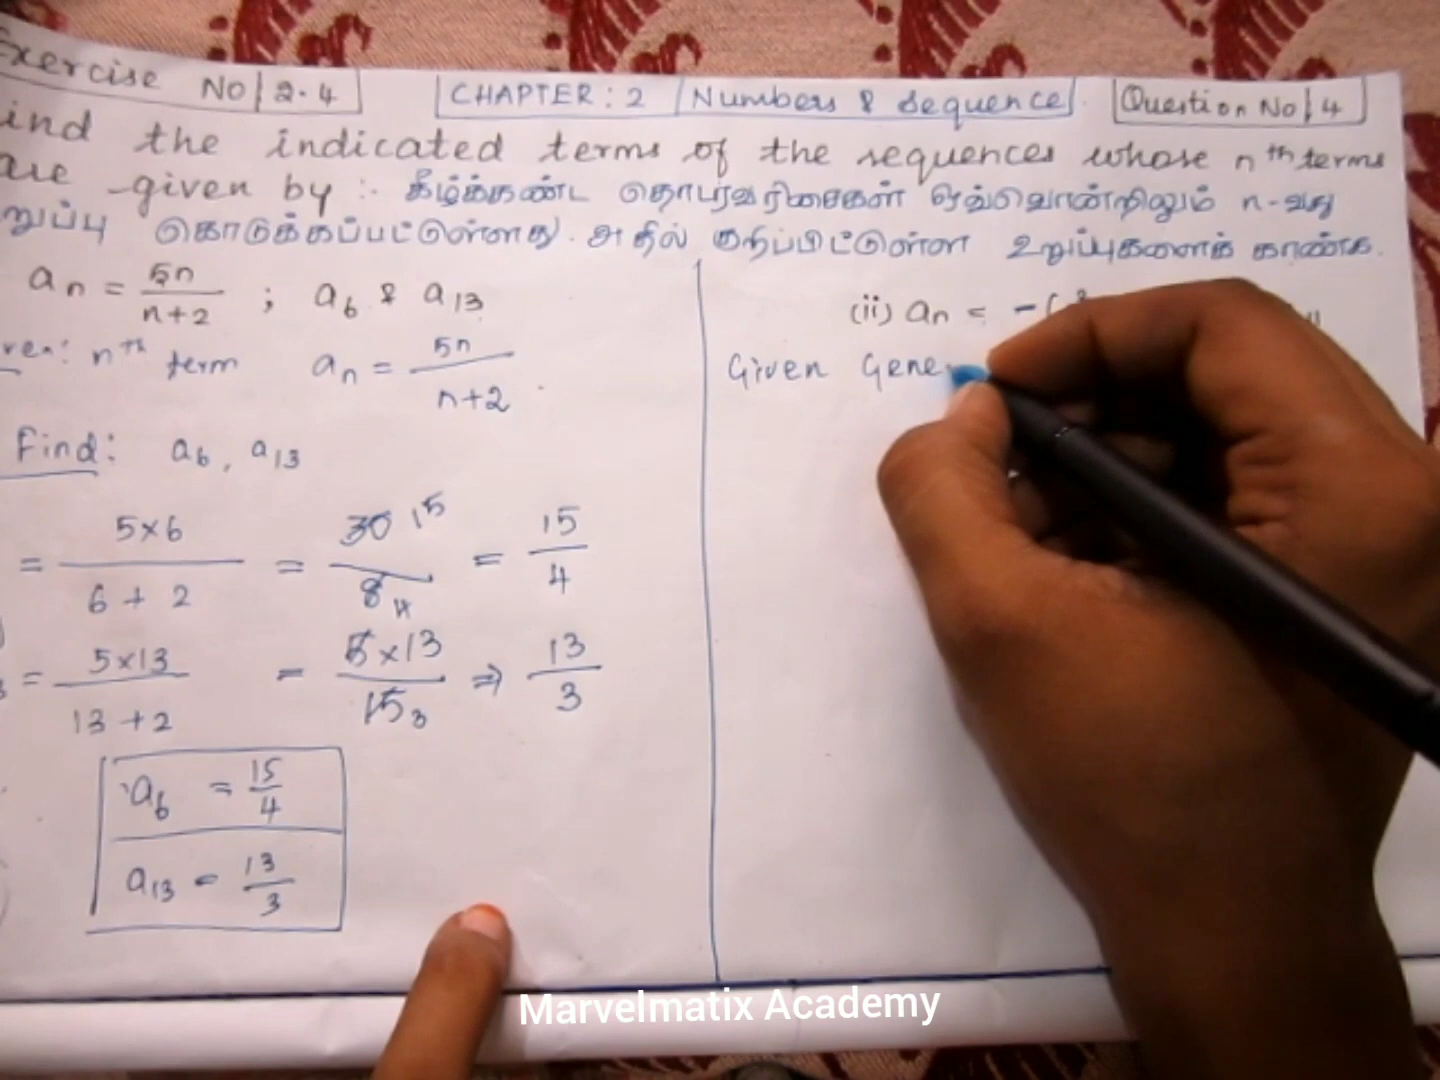 Exercise No | 2.4
CHAPTER : 2 | Numbers & Sequence
Question No | 4
ind the indicated terms of the sequences whose nth terms
are given by :- கீழ்க்கண்ட தொடர்வரிசைகள் ஒவ்வொன்றிலும் n-வது
றுப்பு கொடுக்கப்பட்டுள்ளது. அதில் குறிப்பிட்டுள்ள உறுப்புகளைக் காண்க.
an = 5n/n+2 ; a6 & a13
ven: nth term an = 5n/n+2
Find: a6, a13
= 5×6/6+2 = 30 15/8 4 = 15/4
= 5×13/13+2 = 5×13/15 3 ⇒ 13/3
a6 = 15/4
a13 = 13/3
(ii) an = -(
Given Gene
Marvelmatix Academy